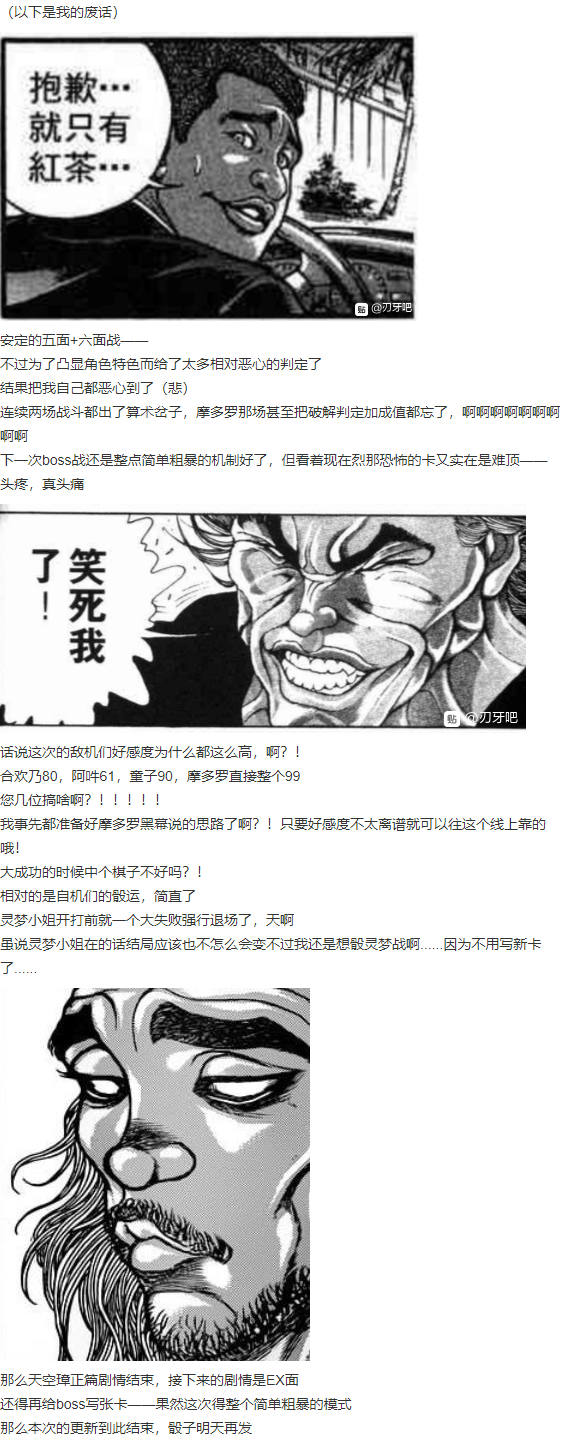 （以下是我的废话）
抱歉…
就只有
紅茶…
贴 @刃牙吧
安定的五面+六面战——
不过为了凸显角色特色而给了太多相对恶心的判定了
结果把我自己都恶心到了（悲）
连续两场战斗都出了算术岔子，摩多罗那场甚至把破解判定加成值都忘了，啊啊啊啊啊啊啊
啊啊
下一次boss战还是整点简单粗暴的机制好了，但看着现在烈那恐怖的卡又实在是难顶——
头疼，真头痛
笑死我
了！
贴 @刃牙吧
话说这次的敌机们好感度为什么都这么高，啊？！
合欢乃80，阿吽61，童子90，摩多罗直接整个99
您几位搞啥啊？！！！！！
我事先都准备好摩多罗黑幕说的思路了啊？！只要好感度不太离谱就可以往这个线上靠的
哦！
大成功的时候中个棋子不好吗？！
相对的是自机们的骰运，简直了
灵梦小姐开打前就一个大失败强行退场了，天啊
虽说灵梦小姐在的话结局应该也不怎么会变不过我还是想骰灵梦战啊......因为不用写新卡
了......
那么天空璋正篇剧情结束，接下来的剧情是EX面
还得再给boss写张卡——果然这次得整个简单粗暴的模式
那么本次的更新到此结束，骰子明天再发